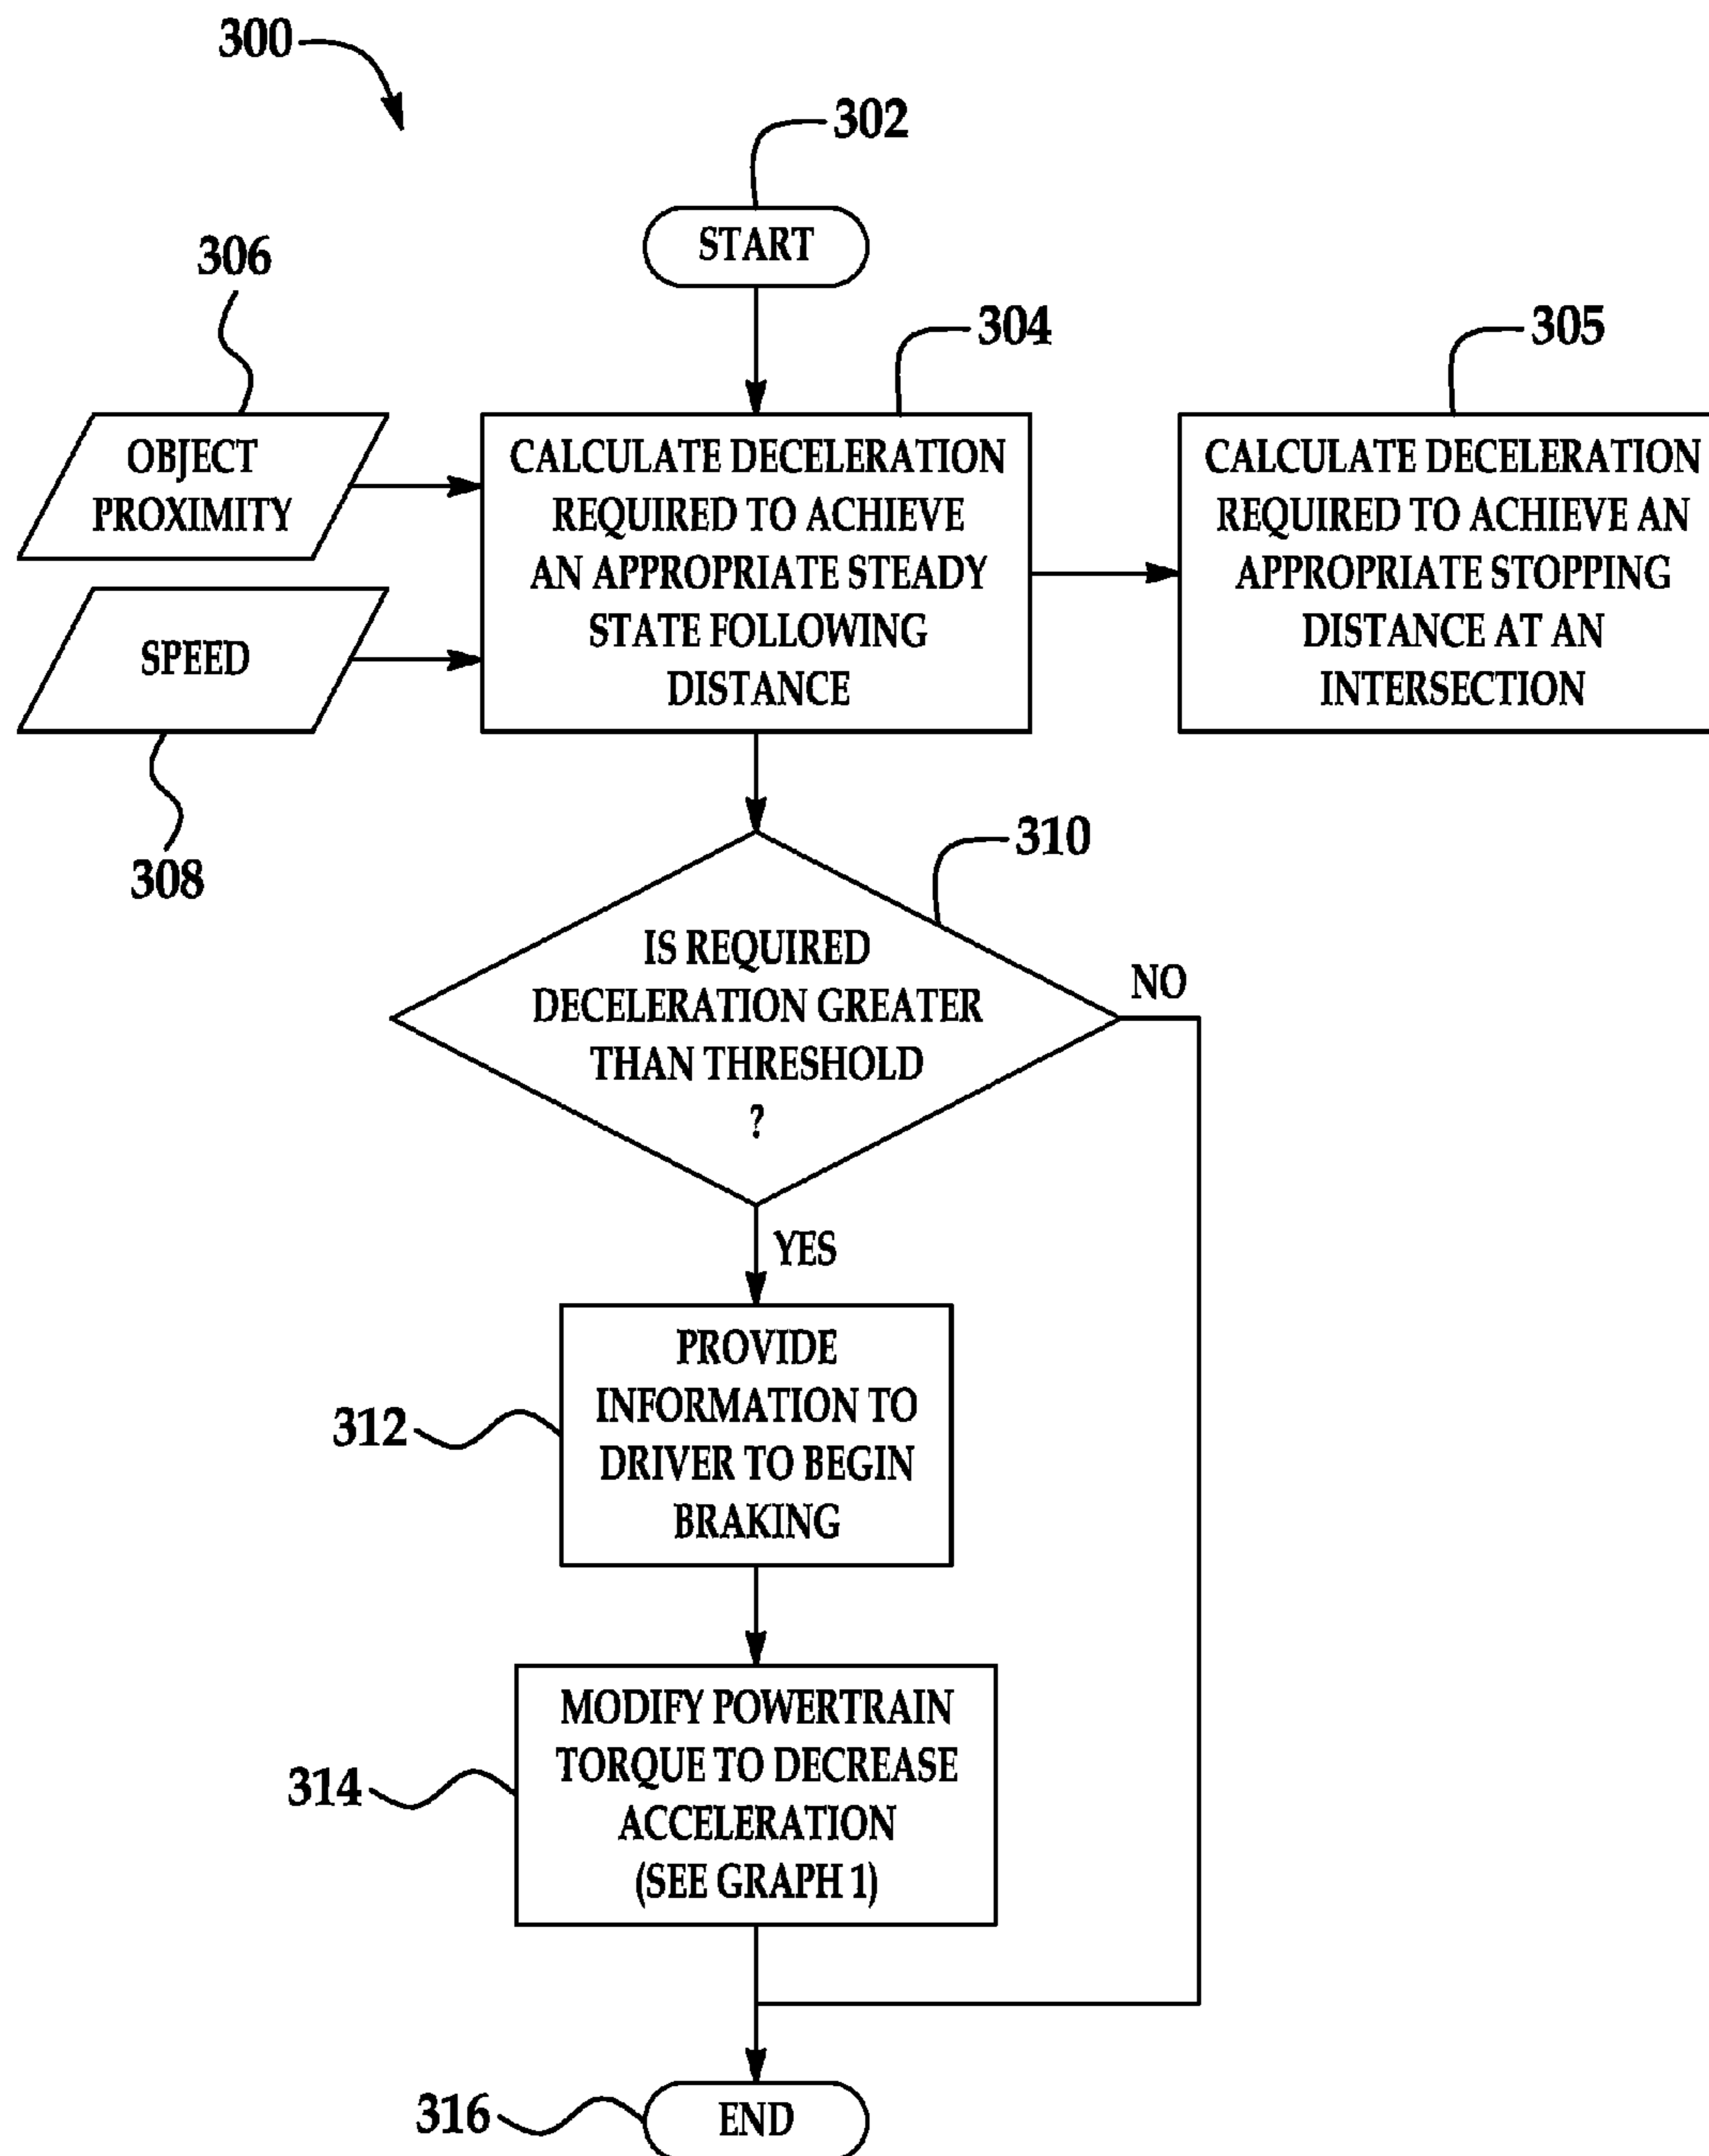 300
302
START
306
304
305
OBJECT
PROXIMITY
CALCULATE DECELERATION
REQUIRED TO ACHIEVE
AN APPROPRIATE STEADY
STATE FOLLOWING
DISTANCE
CALCULATE DECELERATION
REQUIRED TO ACHIEVE AN
APPROPRIATE STOPPING
DISTANCE AT AN
INTERSECTION
SPEED
308
310
IS REQUIRED
DECELERATION GREATER
THAN THRESHOLD
?
NO
YES
312
PROVIDE
INFORMATION TO
DRIVER TO BEGIN
BRAKING
314
MODIFY POWERTRAIN
TORQUE TO DECREASE
ACCELERATION
(SEE GRAPH 1)
316
END